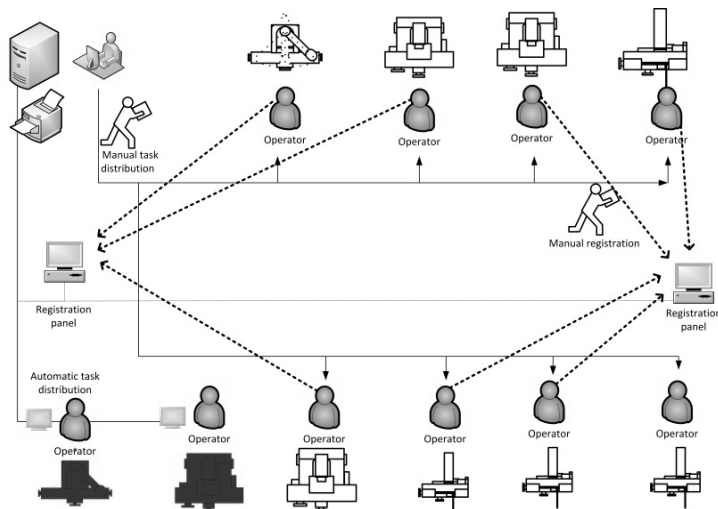 Operator
Operator
Operator
Operator
Manual task
distribution
Manual registration
Registration
panel
Registration
panel
Automatic task
distribution
Operator
Operator
Operator
Operator
Operator
Operator